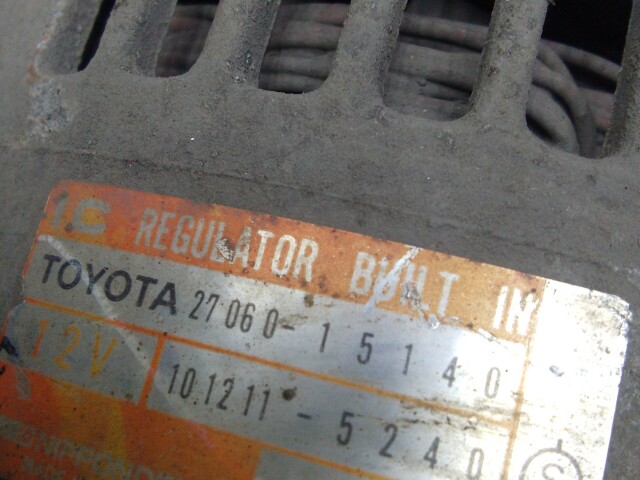 IC REGULATOR BUILT IN
TOYOTA 27060-15140
12V 101211-5240
S